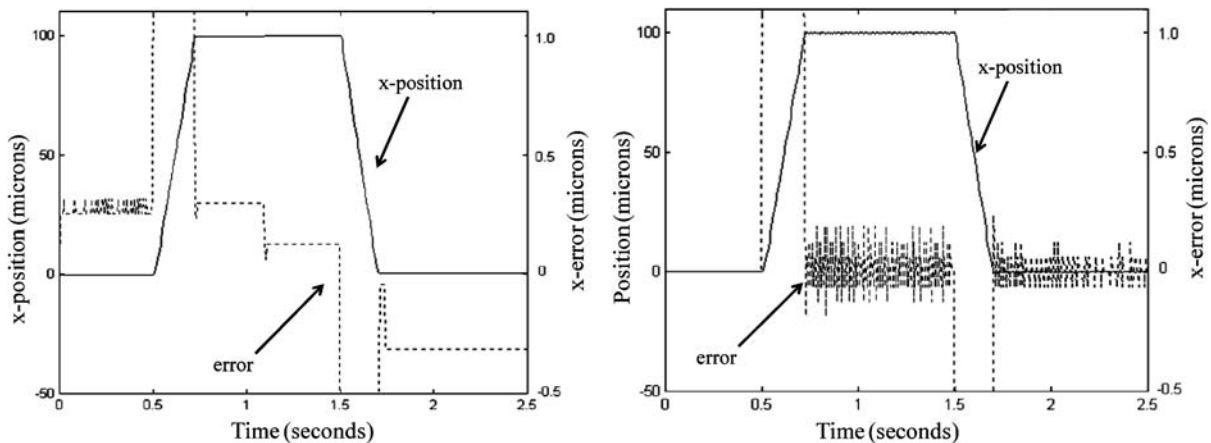 100
50
0
-50
x-position (microns)
0
0.5
1
1.5
2
2.5
Time (seconds)
1.0
0.5
0
-0.5
x-error (microns)
x-position
error
100
50
0
-50
Position (microns)
0
0.5
1
1.5
2
2.5
Time (seconds)
1.0
0.5
0
-0.5
x-error (microns)
x-position
error